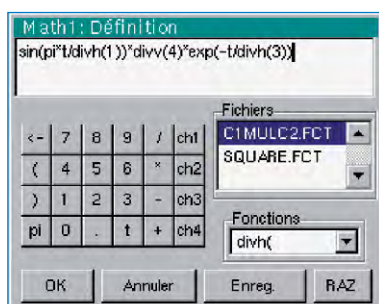 Math1: Définition
sin(pi*t/divh(1))*divv(4)*exp(-t/divh(3))
Fichiers
<- 7 8 9 / ch1
( 4 5 6 * ch2
) 1 2 3 - ch3
pi 0 . t + ch4
C1MULC2.FCT
SQUARE.FCT
Fonctions
divh(
OK Annuler Enreg. RAZ